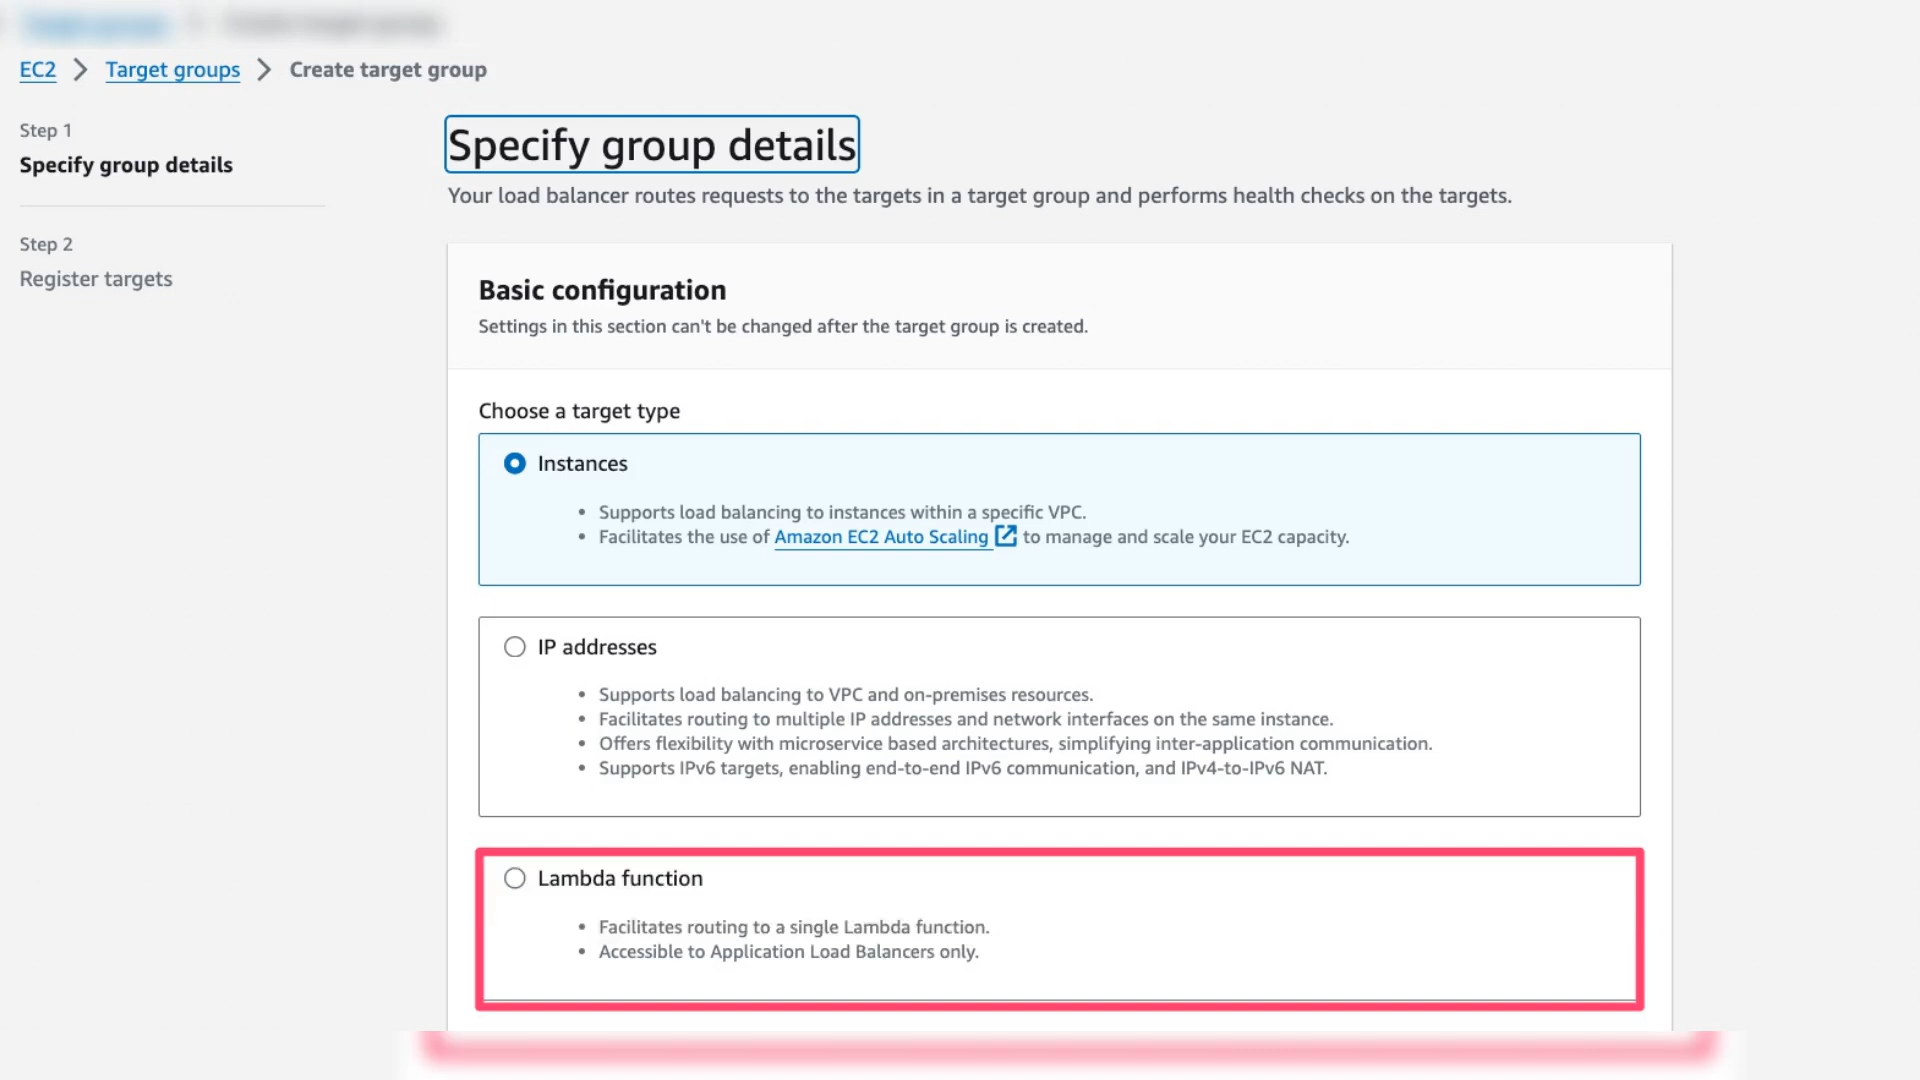 EC2 > Target groups > Create target group
Step 1
Specify group details
Step 2
Register targets
Specify group details
Your load balancer routes requests to the targets in a target group and performs health checks on the targets.
Basic configuration
Settings in this section can't be changed after the target group is created.
Choose a target type
Instances
• Supports load balancing to instances within a specific VPC.
• Facilitates the use of Amazon EC2 Auto Scaling to manage and scale your EC2 capacity.
IP addresses
• Supports load balancing to VPC and on-premises resources.
• Facilitates routing to multiple IP addresses and network interfaces on the same instance.
• Offers flexibility with microservice based architectures, simplifying inter-application communication.
• Supports IPv6 targets, enabling end-to-end IPv6 communication, and IPv4-to-IPv6 NAT.
Lambda function
• Facilitates routing to a single Lambda function.
• Accessible to Application Load Balancers only.